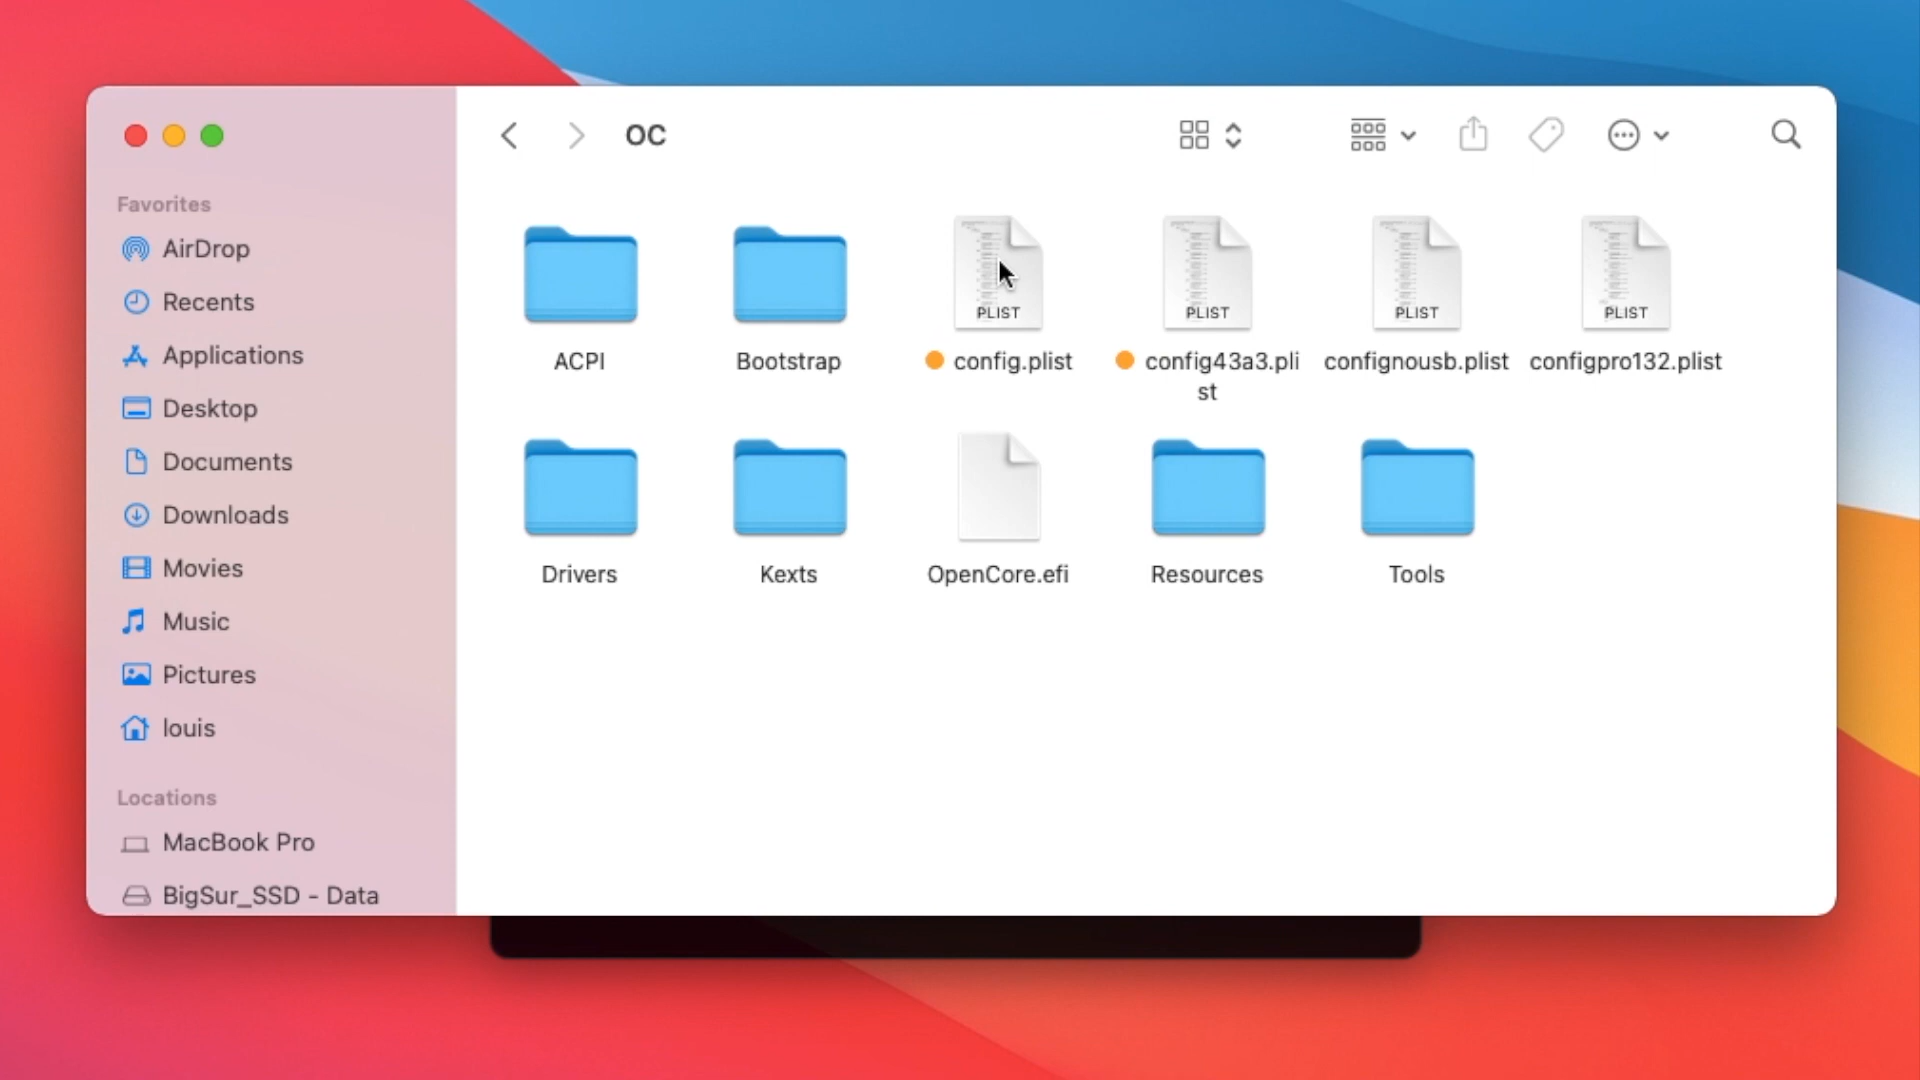 OC
Favorites
AirDrop
Recents
Applications
Desktop
Documents
Downloads
Movies
Music
Pictures
louis
Locations
MacBook Pro
BigSur_SSD - Data
PLIST
PLIST
PLIST
PLIST
ACPI
Bootstrap
config.plist
config43a3.pli
st
confignousb.plist
configpro132.plist
Drivers
Kexts
OpenCore.efi
Resources
Tools